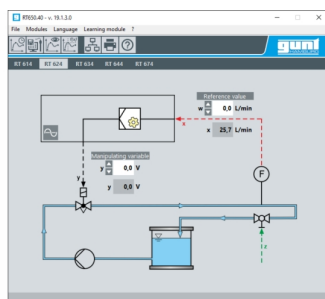 RT650.40 - v. 19.1.3.0
File Modules Language Learning module ?
gunt
RT 614 RT 624 RT 634 RT 644 RT 674
Reference value
w 0,0 L/min
x
x 25,7 L/min
Manipulating variable
y 0,0 V
y
y 0,0 V
F
z